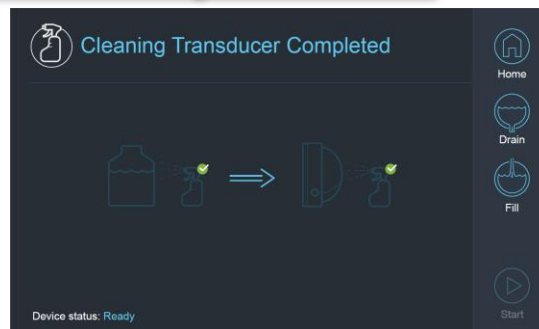 Cleaning Transducer Completed
Home
Drain
Fill
Device status: Ready
Start